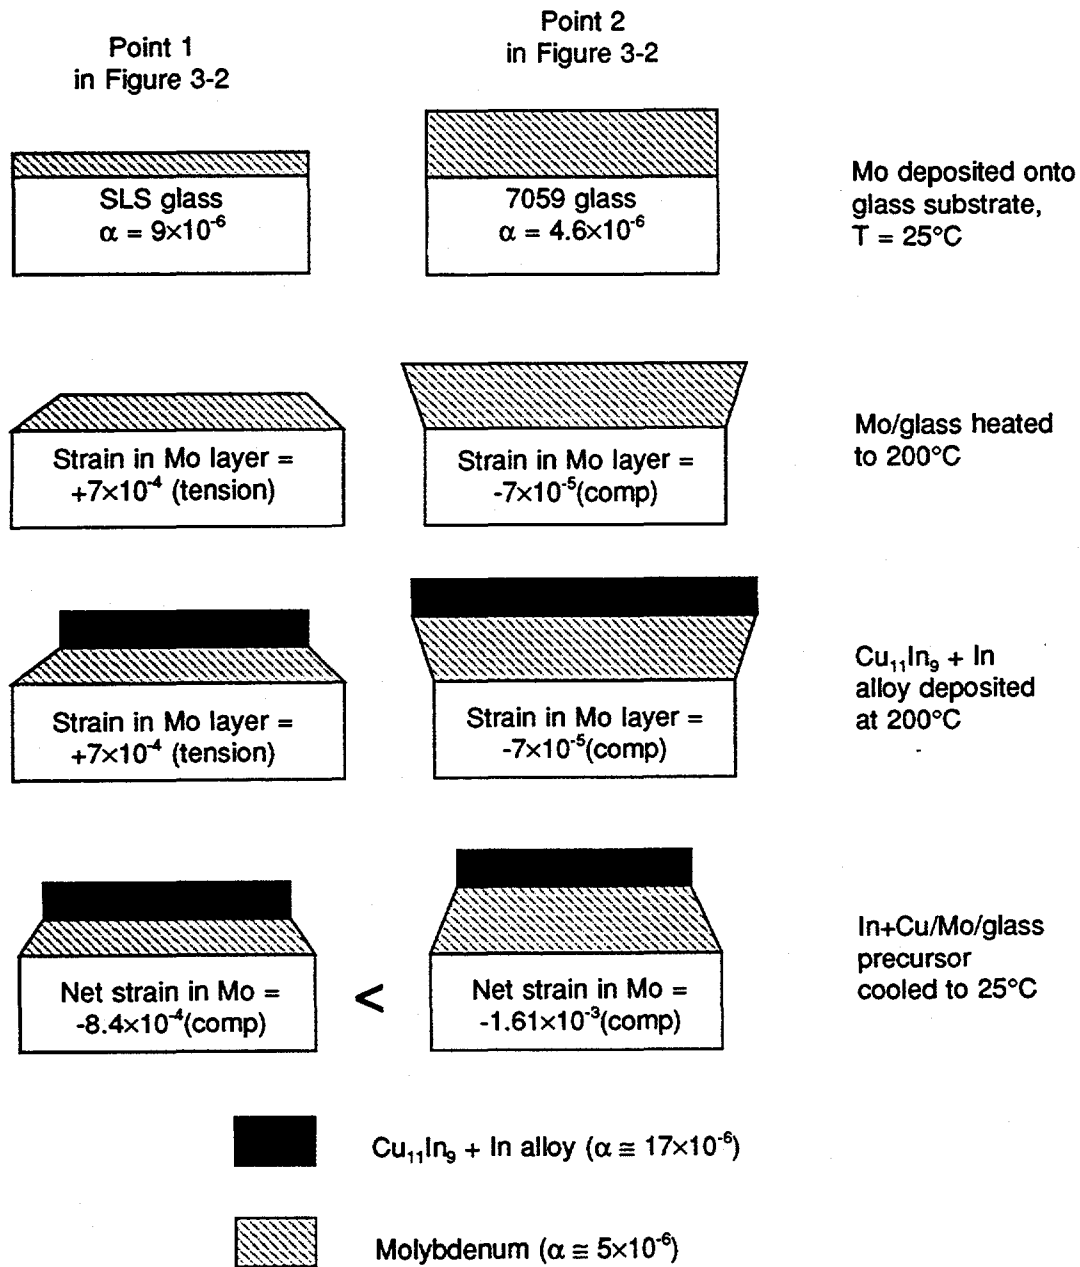 Point 1
in Figure 3-2
Point 2
in Figure 3-2
SLS glass
α = 9×10⁻⁶
7059 glass
α = 4.6×10⁻⁶
Mo deposited onto
glass substrate,
T = 25°C
Strain in Mo layer =
+7×10⁻⁴ (tension)
Strain in Mo layer =
-7×10⁻⁵(comp)
Mo/glass heated
to 200°C
Strain in Mo layer =
+7×10⁻⁴ (tension)
Strain in Mo layer =
-7×10⁻⁵(comp)
Cu₁₁In₉ + In
alloy deposited
at 200°C
Net strain in Mo =
-8.4×10⁻⁴(comp)
<
Net strain in Mo =
-1.61×10⁻³(comp)
In+Cu/Mo/glass
precursor
cooled to 25°C
Cu₁₁In₉ + In alloy (α ≅ 17×10⁻⁶)
Molybdenum (α ≅ 5×10⁻⁶)